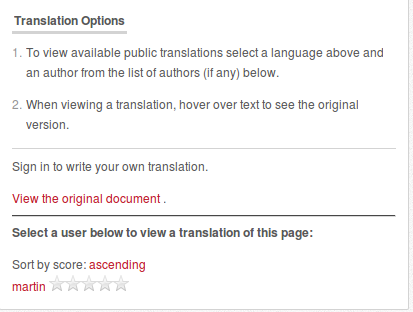 Translation Options
1. To view available public translations select a language above and
an author from the list of authors (if any) below.
2. When viewing a translation, hover over text to see the original
version.
Sign in to write your own translation.
View the original document .
Select a user below to view a translation of this page:
Sort by score: ascending
martin